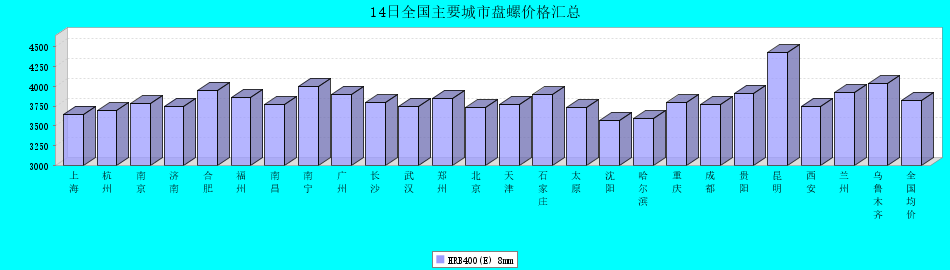 14日全国主要城市盘螺价格汇总
4500
4250
4000
3750
3500
3250
3000
上海
杭州
南京
济南
合肥
福州
南昌
南宁
广州
长沙
武汉
郑州
北京
天津
石家庄
太原
沈阳
哈尔滨
重庆
成都
贵阳
昆明
西安
兰州
乌鲁木齐
全国均价
HRB400(E) 8mm